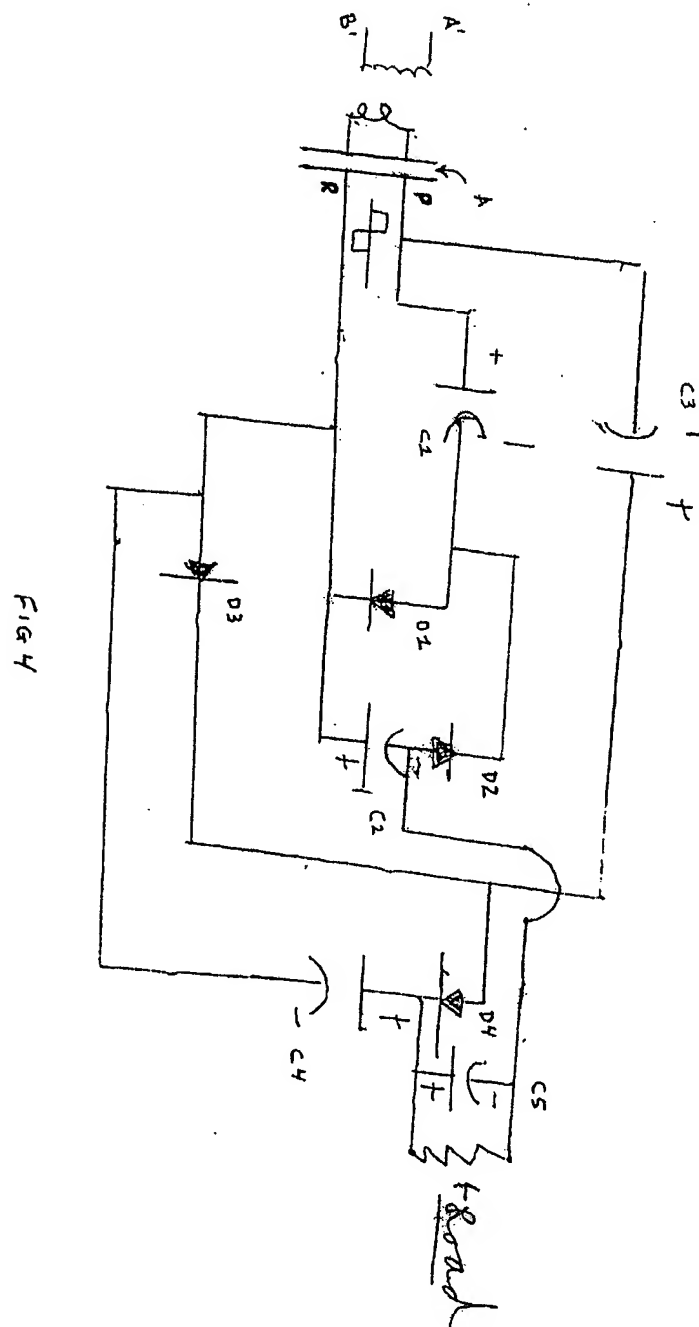 C3 -
+
C5
+
-
D2
D4
-
A
A'
C1
D1
+
Load
P
C2
-
+
B'
R
+
-
C4
D3
FIG 4